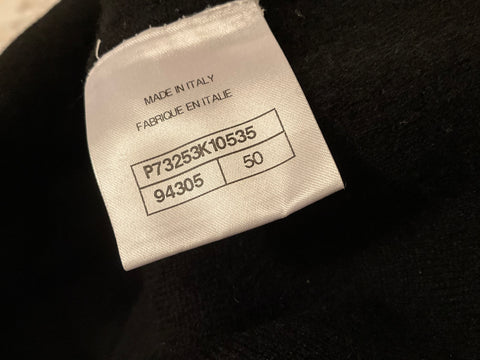 MADE IN ITALY
FABRIQUE EN ITALIE
P73253K10535
94305 50